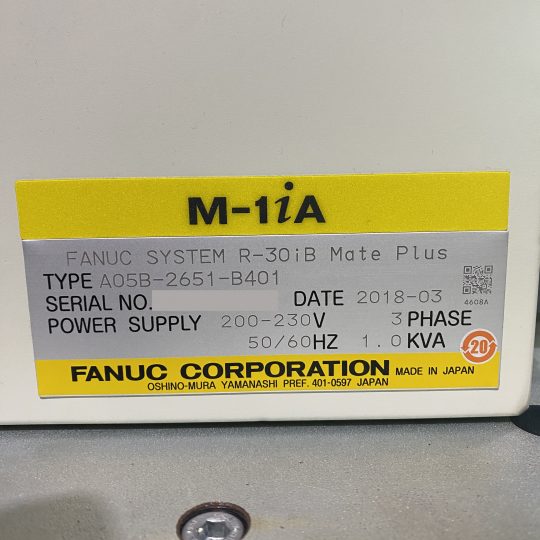 M-1iA
FANUC SYSTEM R-30iB Mate Plus
TYPE A05B-2651-B401
SERIAL NO. DATE 2018-03
4608A
POWER SUPPLY 200-230V 3 PHASE
50/60HZ 1.0 KVA
20
FANUC CORPORATION MADE IN JAPAN
OSHINO-MURA YAMANASHI PREF. 401-0597 JAPAN